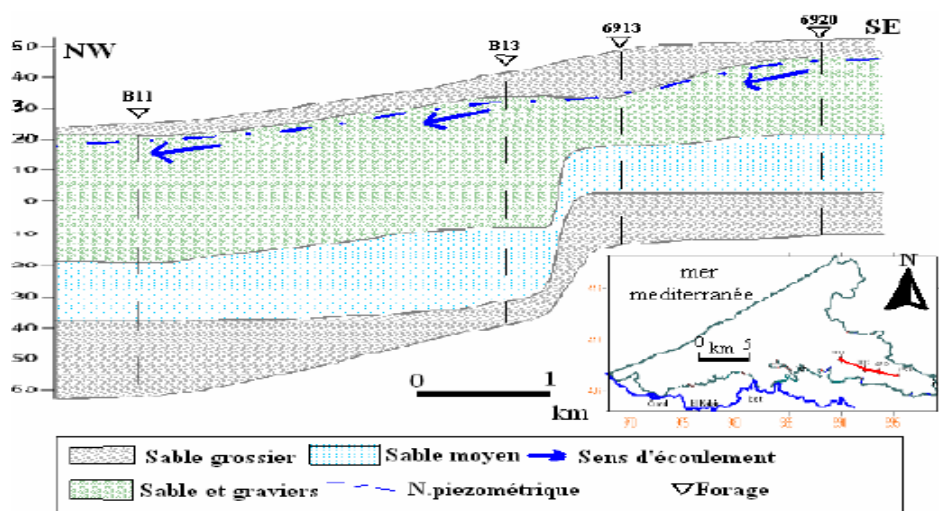 NW
SE
B11
B13
6913
6920
50
40
30
20
10
0
10
20
30
40
50
60
0 1
km
N
mer
mediterranée
0 5
km
Sable grossier
Sable moyen
Sens d'écoulement
Sable et graviers
N.piezométrique
Forage